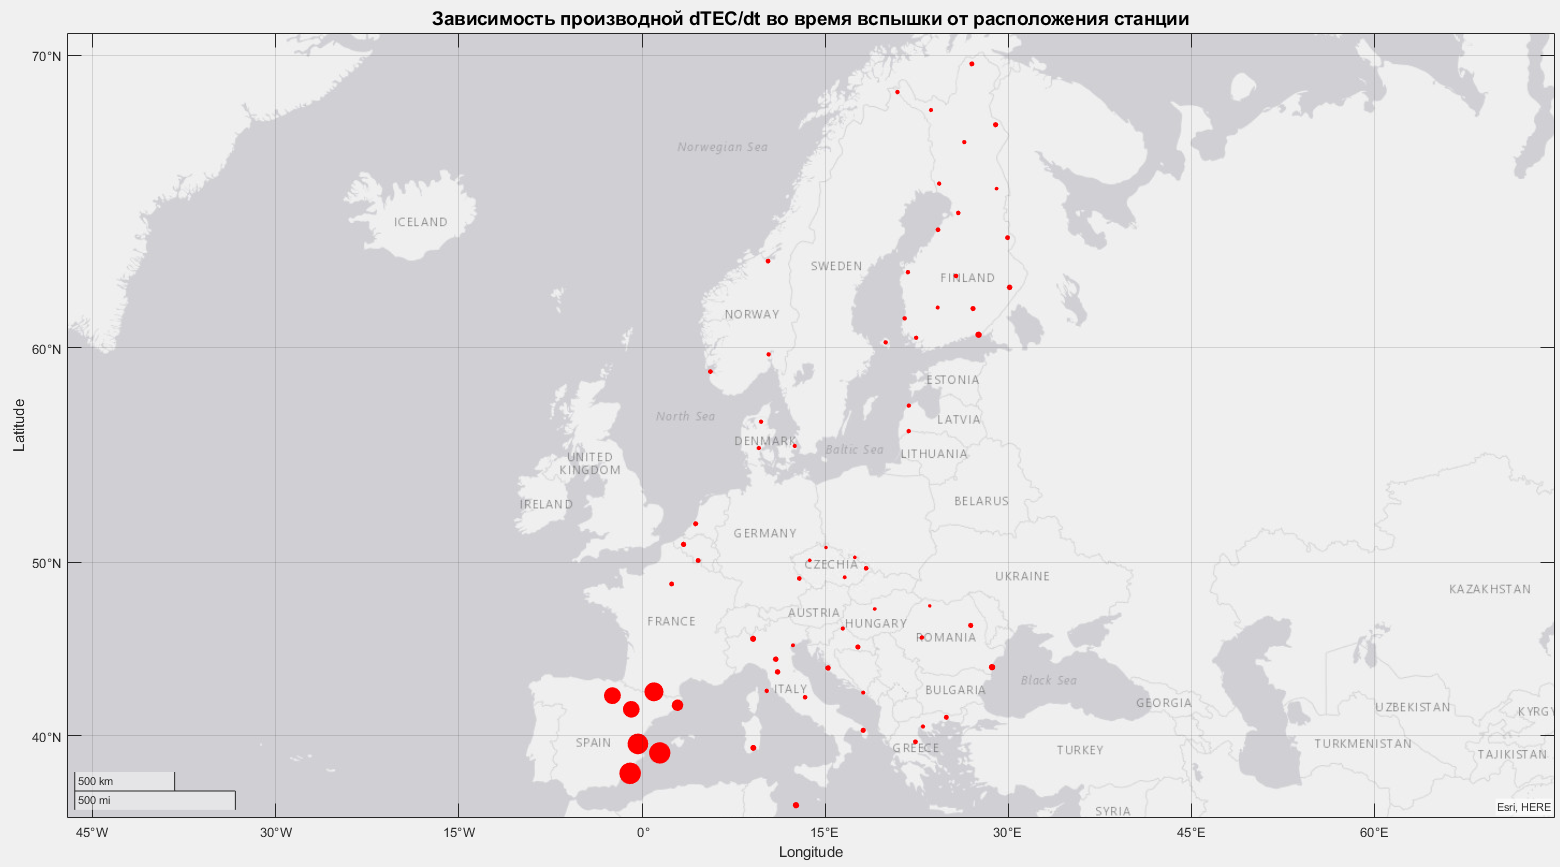 Зависимость производной dTEC/dt во время вспышки от расположения станции
70°N
Norwegian Sea
ICELAND
SWEDEN
FINLAND
NORWAY
60°N
ESTONIA
North Sea
LATVIA
DENMARK
Baltic Sea
LITHUANIA
UNITED
KINGDOM
IRELAND
BELARUS
GERMANY
50°N
CZECHIA
UKRAINE
KAZAKHSTAN
AUSTRIA
FRANCE
HUNGARY
ROMANIA
Black Sea
ITALY
BULGARIA
GEORGIA
UZBEKISTAN
KYRGY
40°N
SPAIN
GREECE
TURKEY
TURKMENISTAN
TAJIKISTAN
500 km
500 mi
SYRIA
Esri, HERE
45°W
30°W
15°W
0°
15°E
30°E
45°E
60°E
Longitude
Latitude